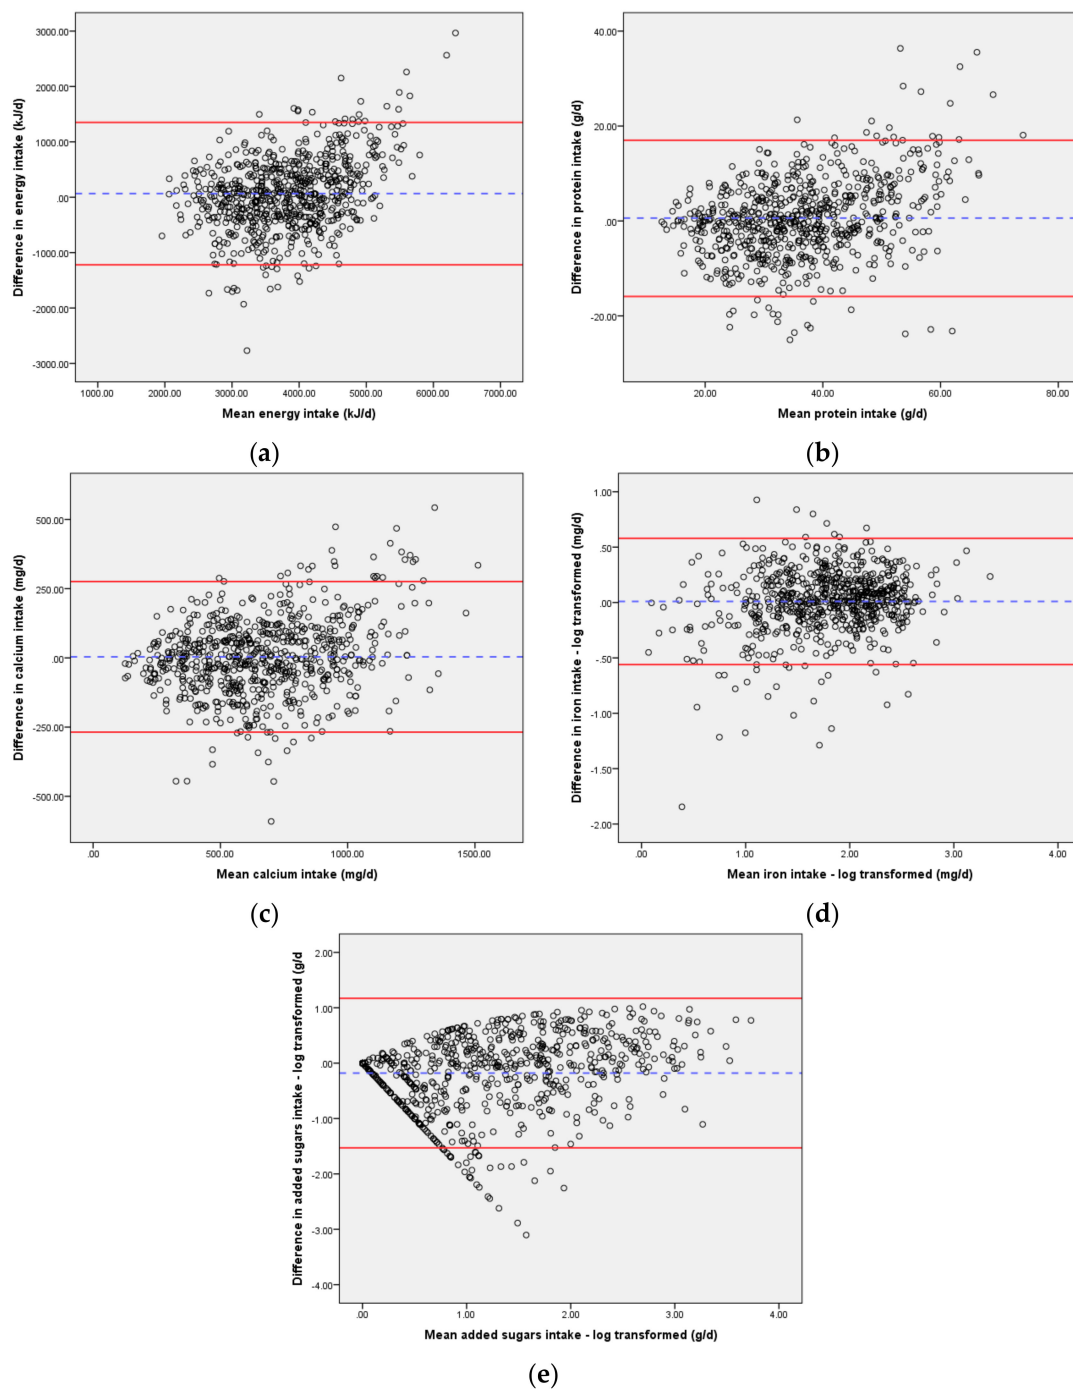 Difference in energy intake (kJ/d)
3000.00
2000.00
1000.00
.00
-1000.00
-2000.00
-3000.00
1000.00 2000.00 3000.00 4000.00 5000.00 6000.00 7000.00
Mean energy intake (kJ/d)
(a)
Difference in protein intake (g/d)
40.00
20.00
.00
-20.00
20.00 40.00 60.00 80.00
Mean protein intake (g/d)
(b)
Difference in calcium intake (mg/d)
500.00
250.00
.00
-250.00
-500.00
.00 500.00 1000.00 1500.00
Mean calcium intake (mg/d)
(c)
Difference in iron intake - log transformed (mg/d)
1.00
.50
.00
-.50
-1.00
-1.50
-2.00
.00 1.00 2.00 3.00 4.00
Mean iron intake - log transformed (mg/d)
(d)
Difference in added sugars intake - log transformed (g/d
2.00
1.00
.00
-1.00
-2.00
-3.00
-4.00
.00 1.00 2.00 3.00 4.00
Mean added sugars intake - log transformed (g/d)
(e)